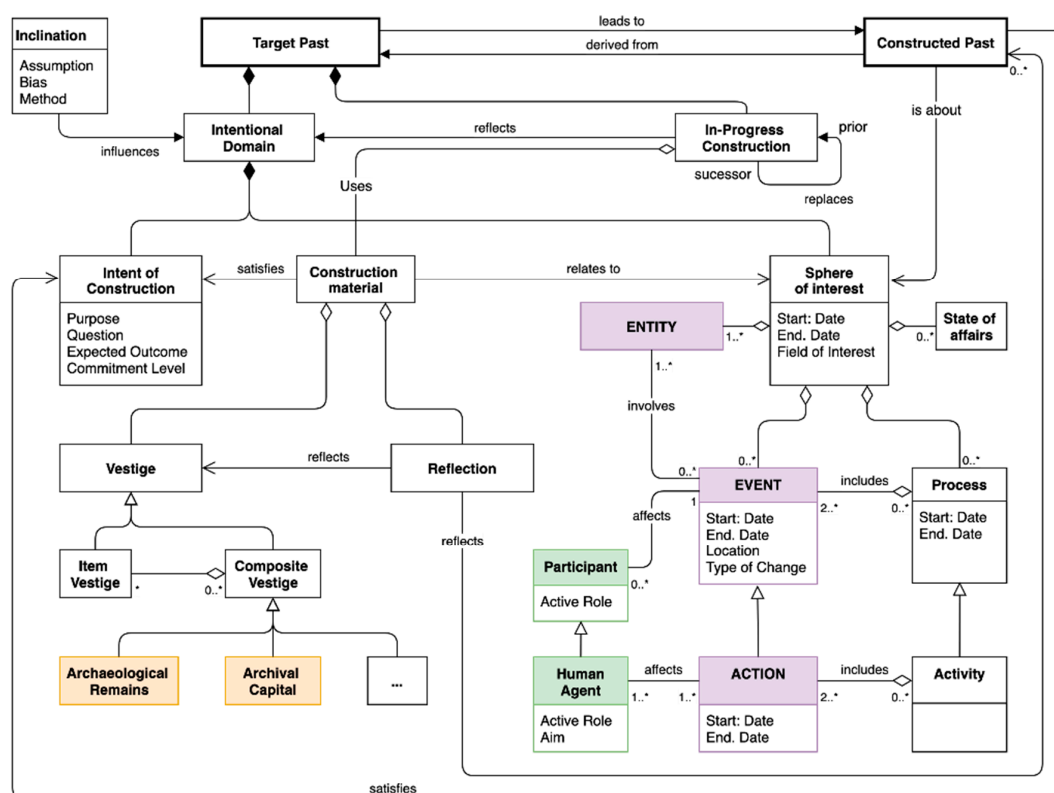 Inclination
Assumption
Bias
Method
Target Past
leads to
derived from
Constructed Past
0..*
is about
influences
Intentional
Domain
reflects
In-Progress
Construction
prior
sucessor
replaces
Uses
Intent of
Construction
Purpose
Question
Expected Outcome
Commitment Level
satisfies
Construction
material
relates to
Sphere
of interest
Start: Date
End. Date
Field of Interest
ENTITY
1..*
0..*
State of
affairs
1..*
involves
0..*
0..*
0..*
Vestige
reflects
Reflection
reflects
EVENT
Start: Date
End. Date
Location
Type of Change
1
2..*
includes
0..*
Process
Start: Date
End. Date
affects
Item
Vestige
*
0..*
Composite
Vestige
Participant
Active Role
0..*
Archaeological
Remains
Archival
Capital
...
Human
Agent
Active Role
Aim
affects
1..*
1..*
ACTION
Start: Date
End. Date
includes
2..*
0..*
Activity
satisfies